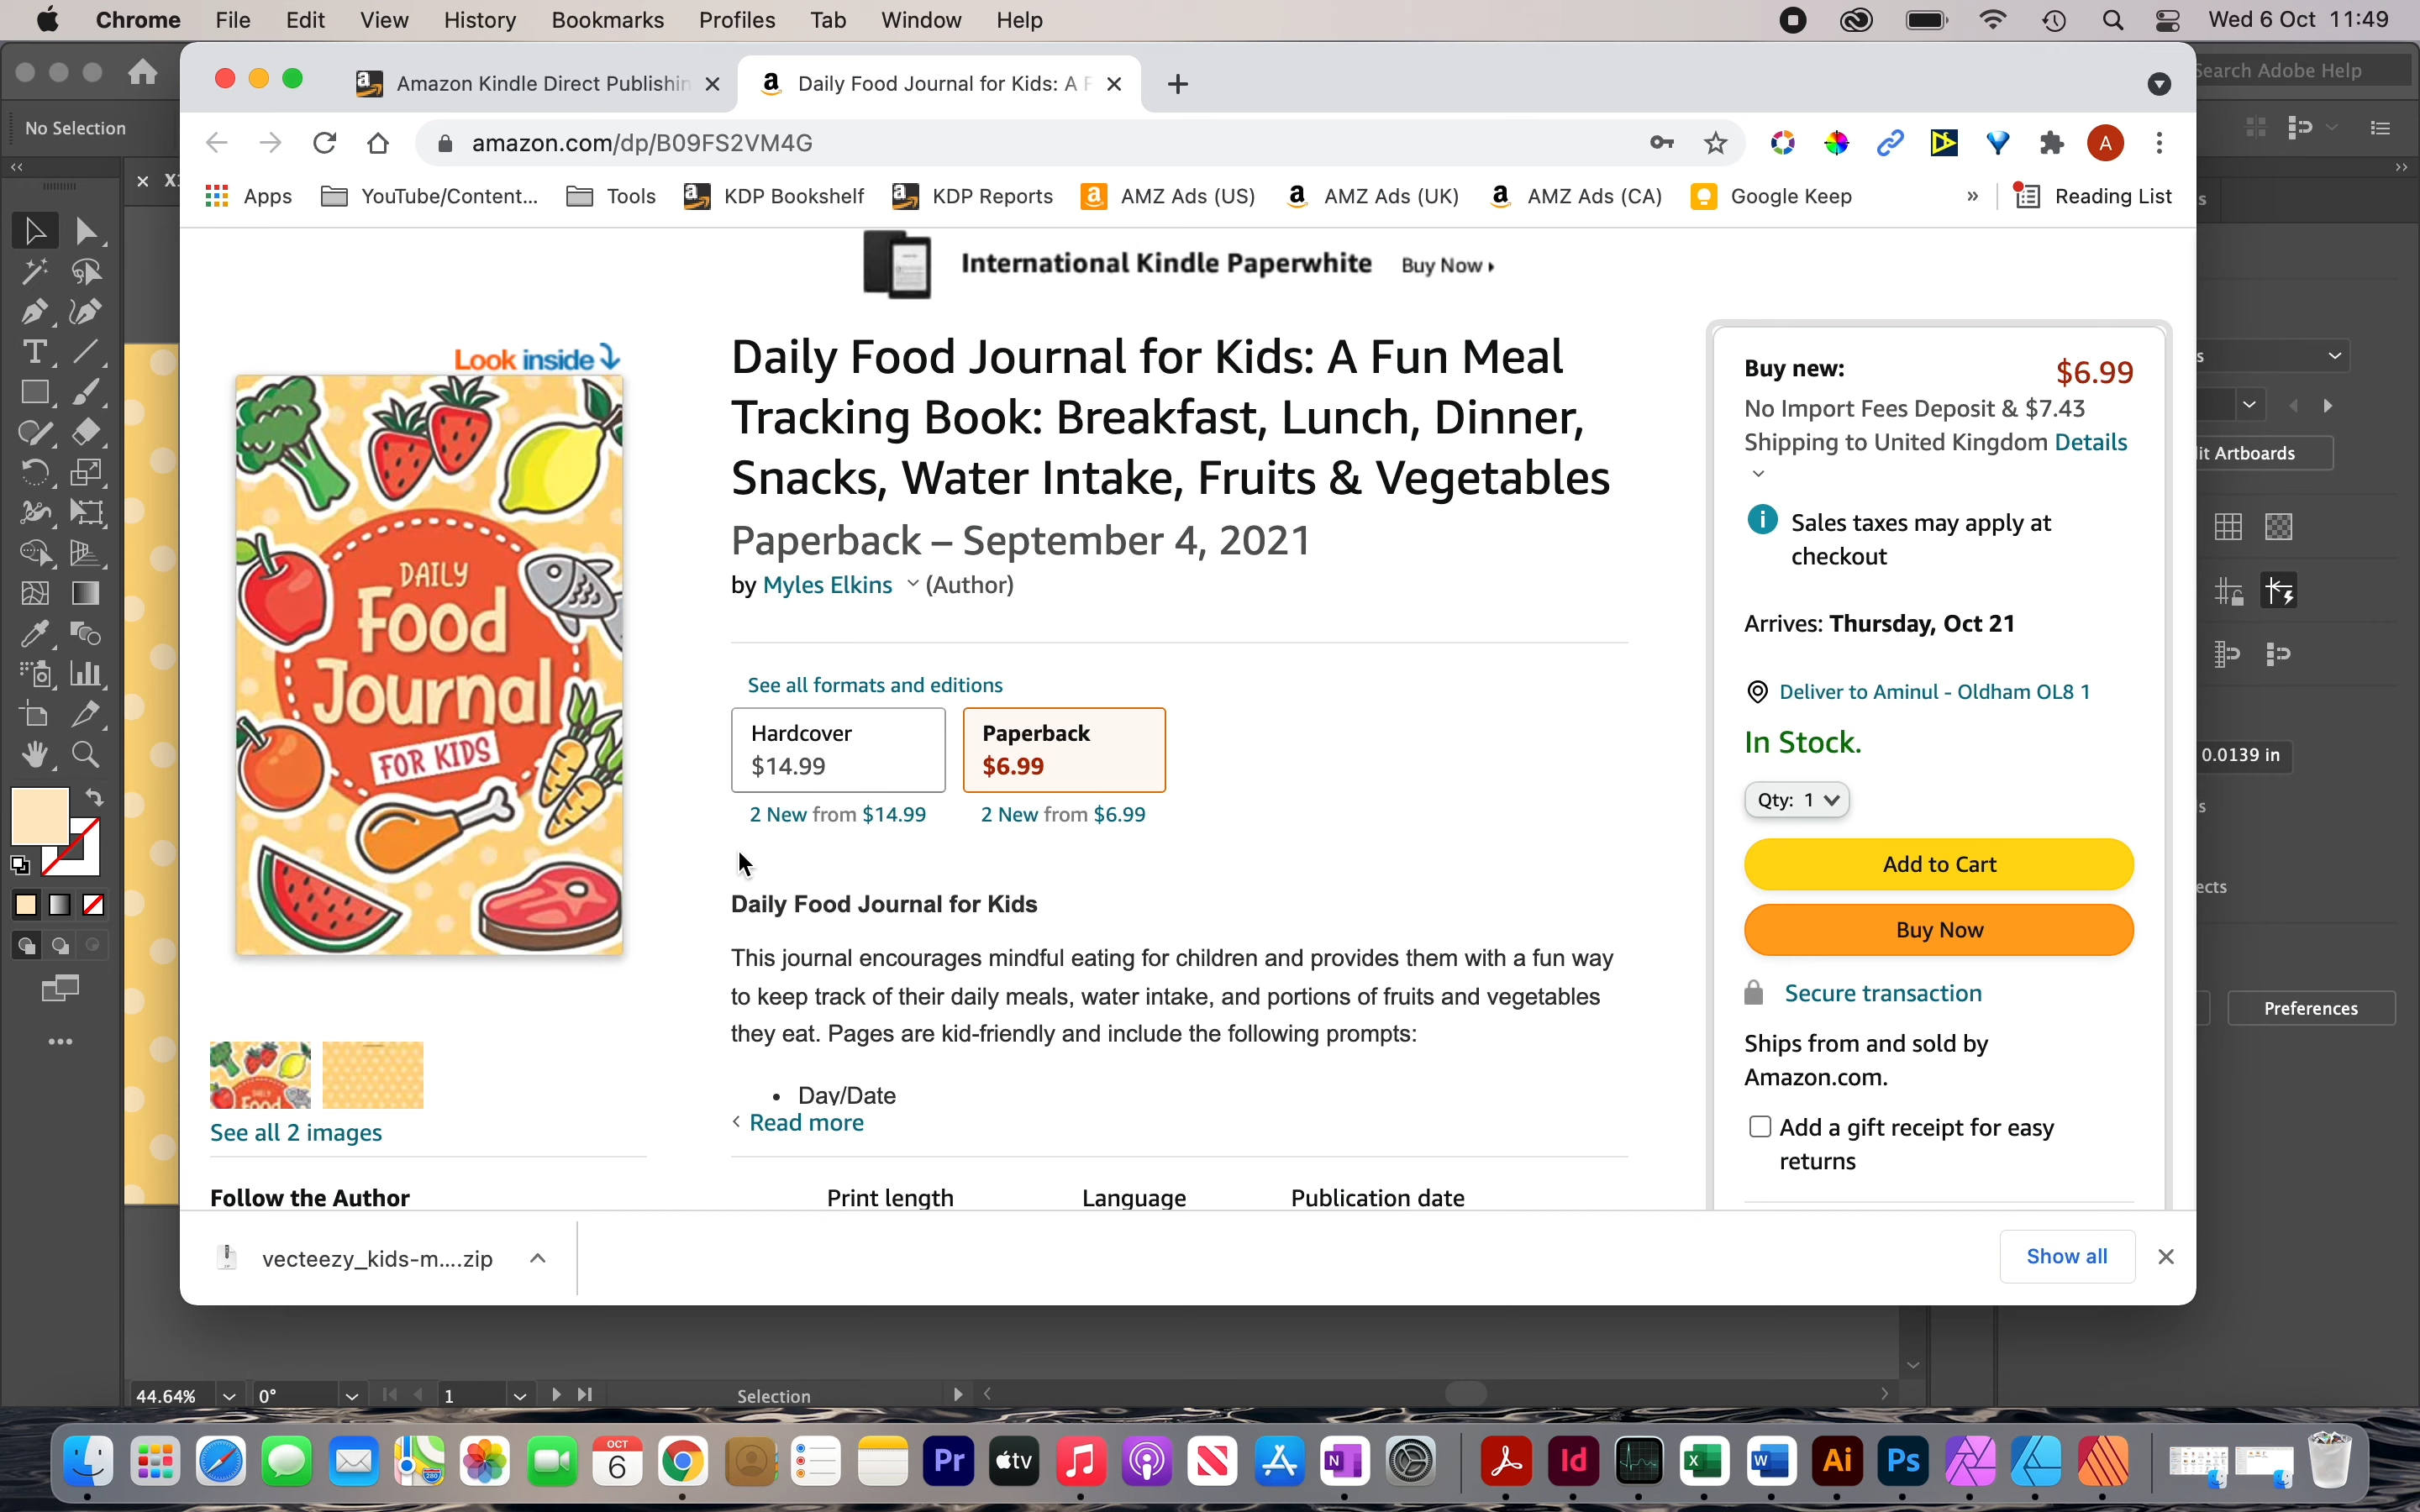 Chrome File Edit View History Bookmarks Profiles Tab Window Help Wed 6 Oct 11:49
Search Adobe Help
Amazon Kindle Direct Publishin
Daily Food Journal for Kids: A F
No Selection
amazon.com/dp/B09FS2VM4G
A
Apps YouTube/Content... Tools KDP Bookshelf KDP Reports AMZ Ads (US) AMZ Ads (UK) AMZ Ads (CA) Google Keep » Reading List
International Kindle Paperwhite Buy Now
Look inside
DAILY
Food
Journal
FOR KIDS
See all 2 images
Follow the Author
Daily Food Journal for Kids: A Fun Meal
Tracking Book: Breakfast, Lunch, Dinner,
Snacks, Water Intake, Fruits & Vegetables
Paperback – September 4, 2021
by Myles Elkins (Author)
See all formats and editions
Hardcover
$14.99
2 New from $14.99
Paperback
$6.99
2 New from $6.99
Daily Food Journal for Kids
This journal encourages mindful eating for children and provides them with a fun way
to keep track of their daily meals, water intake, and portions of fruits and vegetables
they eat. Pages are kid-friendly and include the following prompts:
• Day/Date
Read more
Print length Language Publication date
Buy new: $6.99
No Import Fees Deposit & $7.43
Shipping to United Kingdom Details
Sales taxes may apply at
checkout
Arrives: Thursday, Oct 21
Deliver to Aminul - Oldham OL8 1
In Stock.
Qty: 1
Add to Cart
Buy Now
Secure transaction
Ships from and sold by
Amazon.com.
Add a gift receipt for easy
returns
it Artboards
0.0139 in
ects
Preferences
vecteezy_kids-m....zip
Show all
44.64% 0° 1 Selection
OCT
6
Pr
tv
N
Id
X
W
Ai
Ps